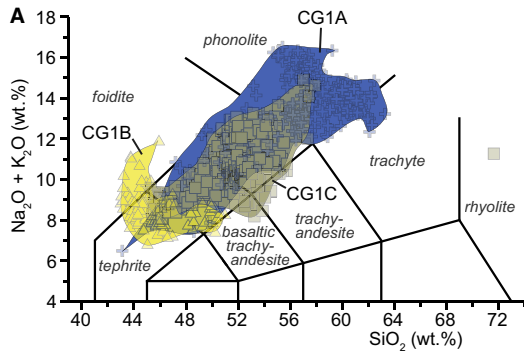 A
18
16
14
12
10
8
6
4
Na₂O + K₂O (wt.%)
CG1A
phonolite
foidite
CG1B
trachyte
CG1C
rhyolite
trachy-
andesite
basaltic
trachy-
andesite
tephrite
40 44 48 52 56 60 64 68 72
SiO₂ (wt.%)